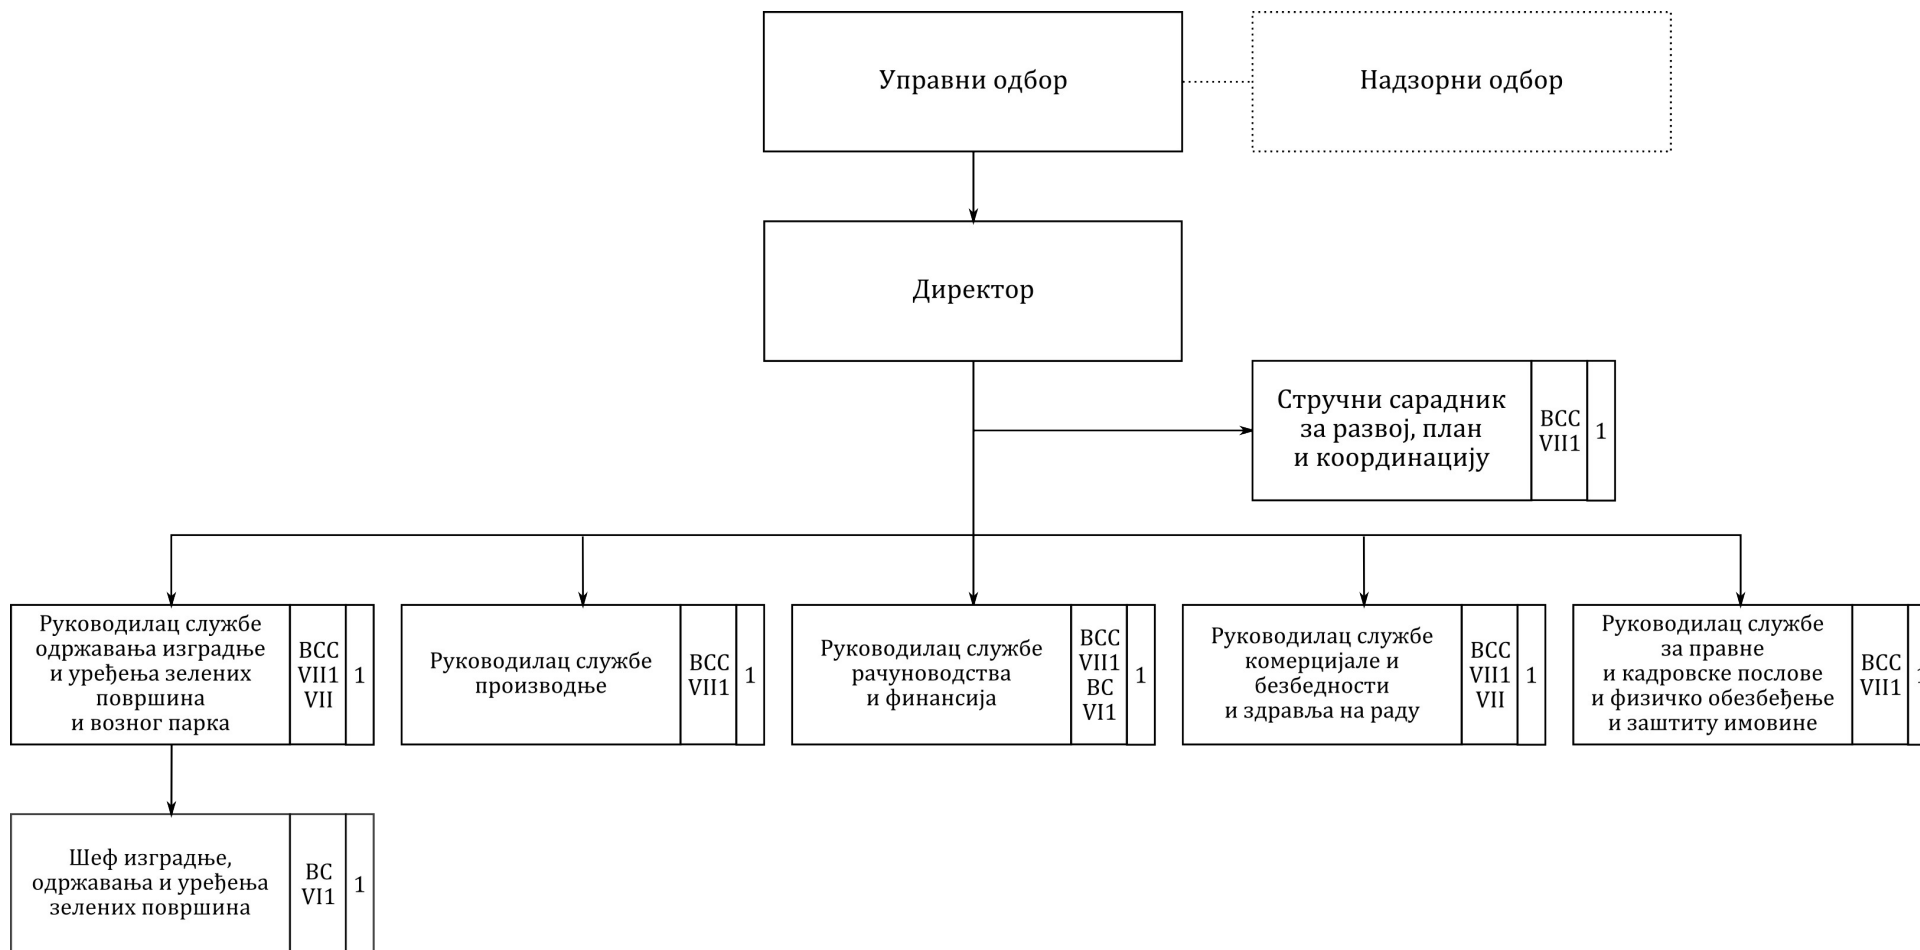 Управни одбор
Надзорни одбор
Директор
Стручни сарадник
за развој, план
и координацију
ВСС
VII1
1
Руководилац службе
одржавања изградње
и уређења зелених
површина
и возног парка
ВСС
VII1
VII
1
Руководилац службе
производње
ВСС
VII1
1
Руководилац службе
рачуноводства
и финансија
ВСС
VII1
ВС
VI1
1
Руководилац службе
комерцијале и
безбедности
и здравља на раду
ВСС
VII1
VII
1
Руководилац службе
за правне
и кадровске послове
и физичко обезбеђење
и заштиту имовине
ВСС
VII1
Шеф изградње,
одржавања и уређења
зелених површина
ВС
VI1
1